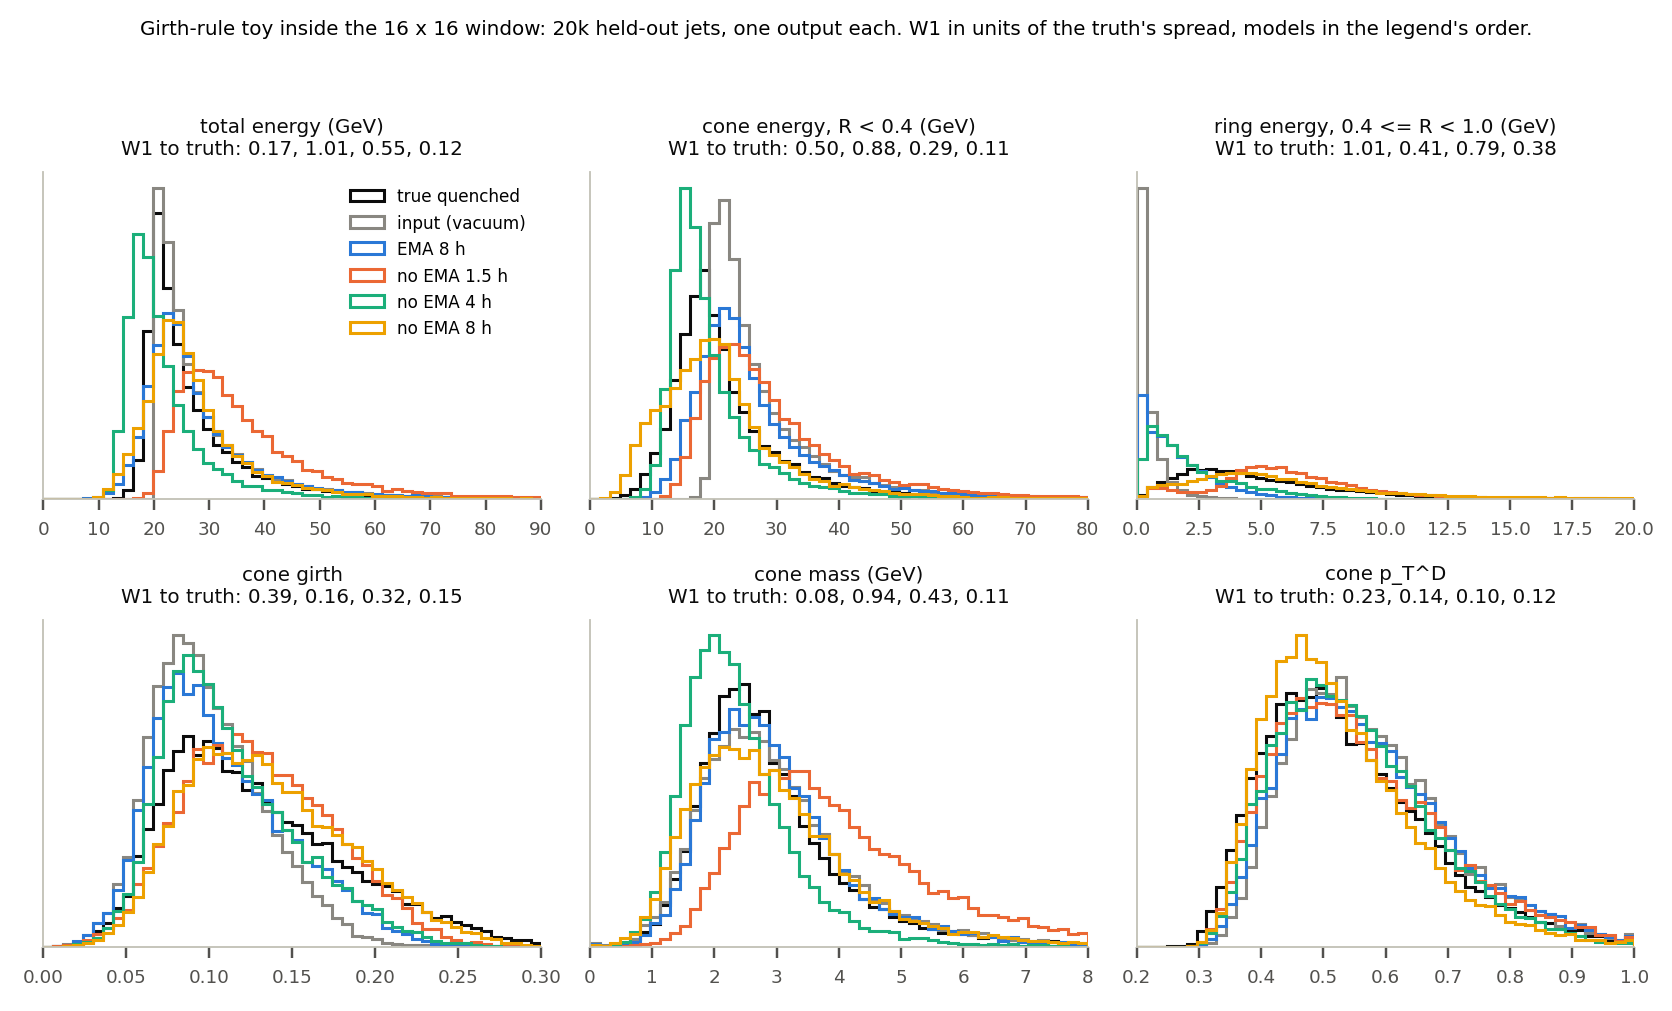 Girth-rule toy inside the 16 x 16 window: 20k held-out jets, one output each. W1 in units of the truth's spread, models in the legend's order.
total energy (GeV)
W1 to truth: 0.17, 1.01, 0.55, 0.12
true quenched
input (vacuum)
EMA 8 h
no EMA 1.5 h
no EMA 4 h
no EMA 8 h
0 10 20 30 40 50 60 70 80 90
cone energy, R < 0.4 (GeV)
W1 to truth: 0.50, 0.88, 0.29, 0.11
0 10 20 30 40 50 60 70 80
ring energy, 0.4 <= R < 1.0 (GeV)
W1 to truth: 1.01, 0.41, 0.79, 0.38
0.0 2.5 5.0 7.5 10.0 12.5 15.0 17.5 20.0
cone girth
W1 to truth: 0.39, 0.16, 0.32, 0.15
0.00 0.05 0.10 0.15 0.20 0.25 0.30
cone mass (GeV)
W1 to truth: 0.08, 0.94, 0.43, 0.11
0 1 2 3 4 5 6 7 8
cone p_T^D
W1 to truth: 0.23, 0.14, 0.10, 0.12
0.2 0.3 0.4 0.5 0.6 0.7 0.8 0.9 1.0